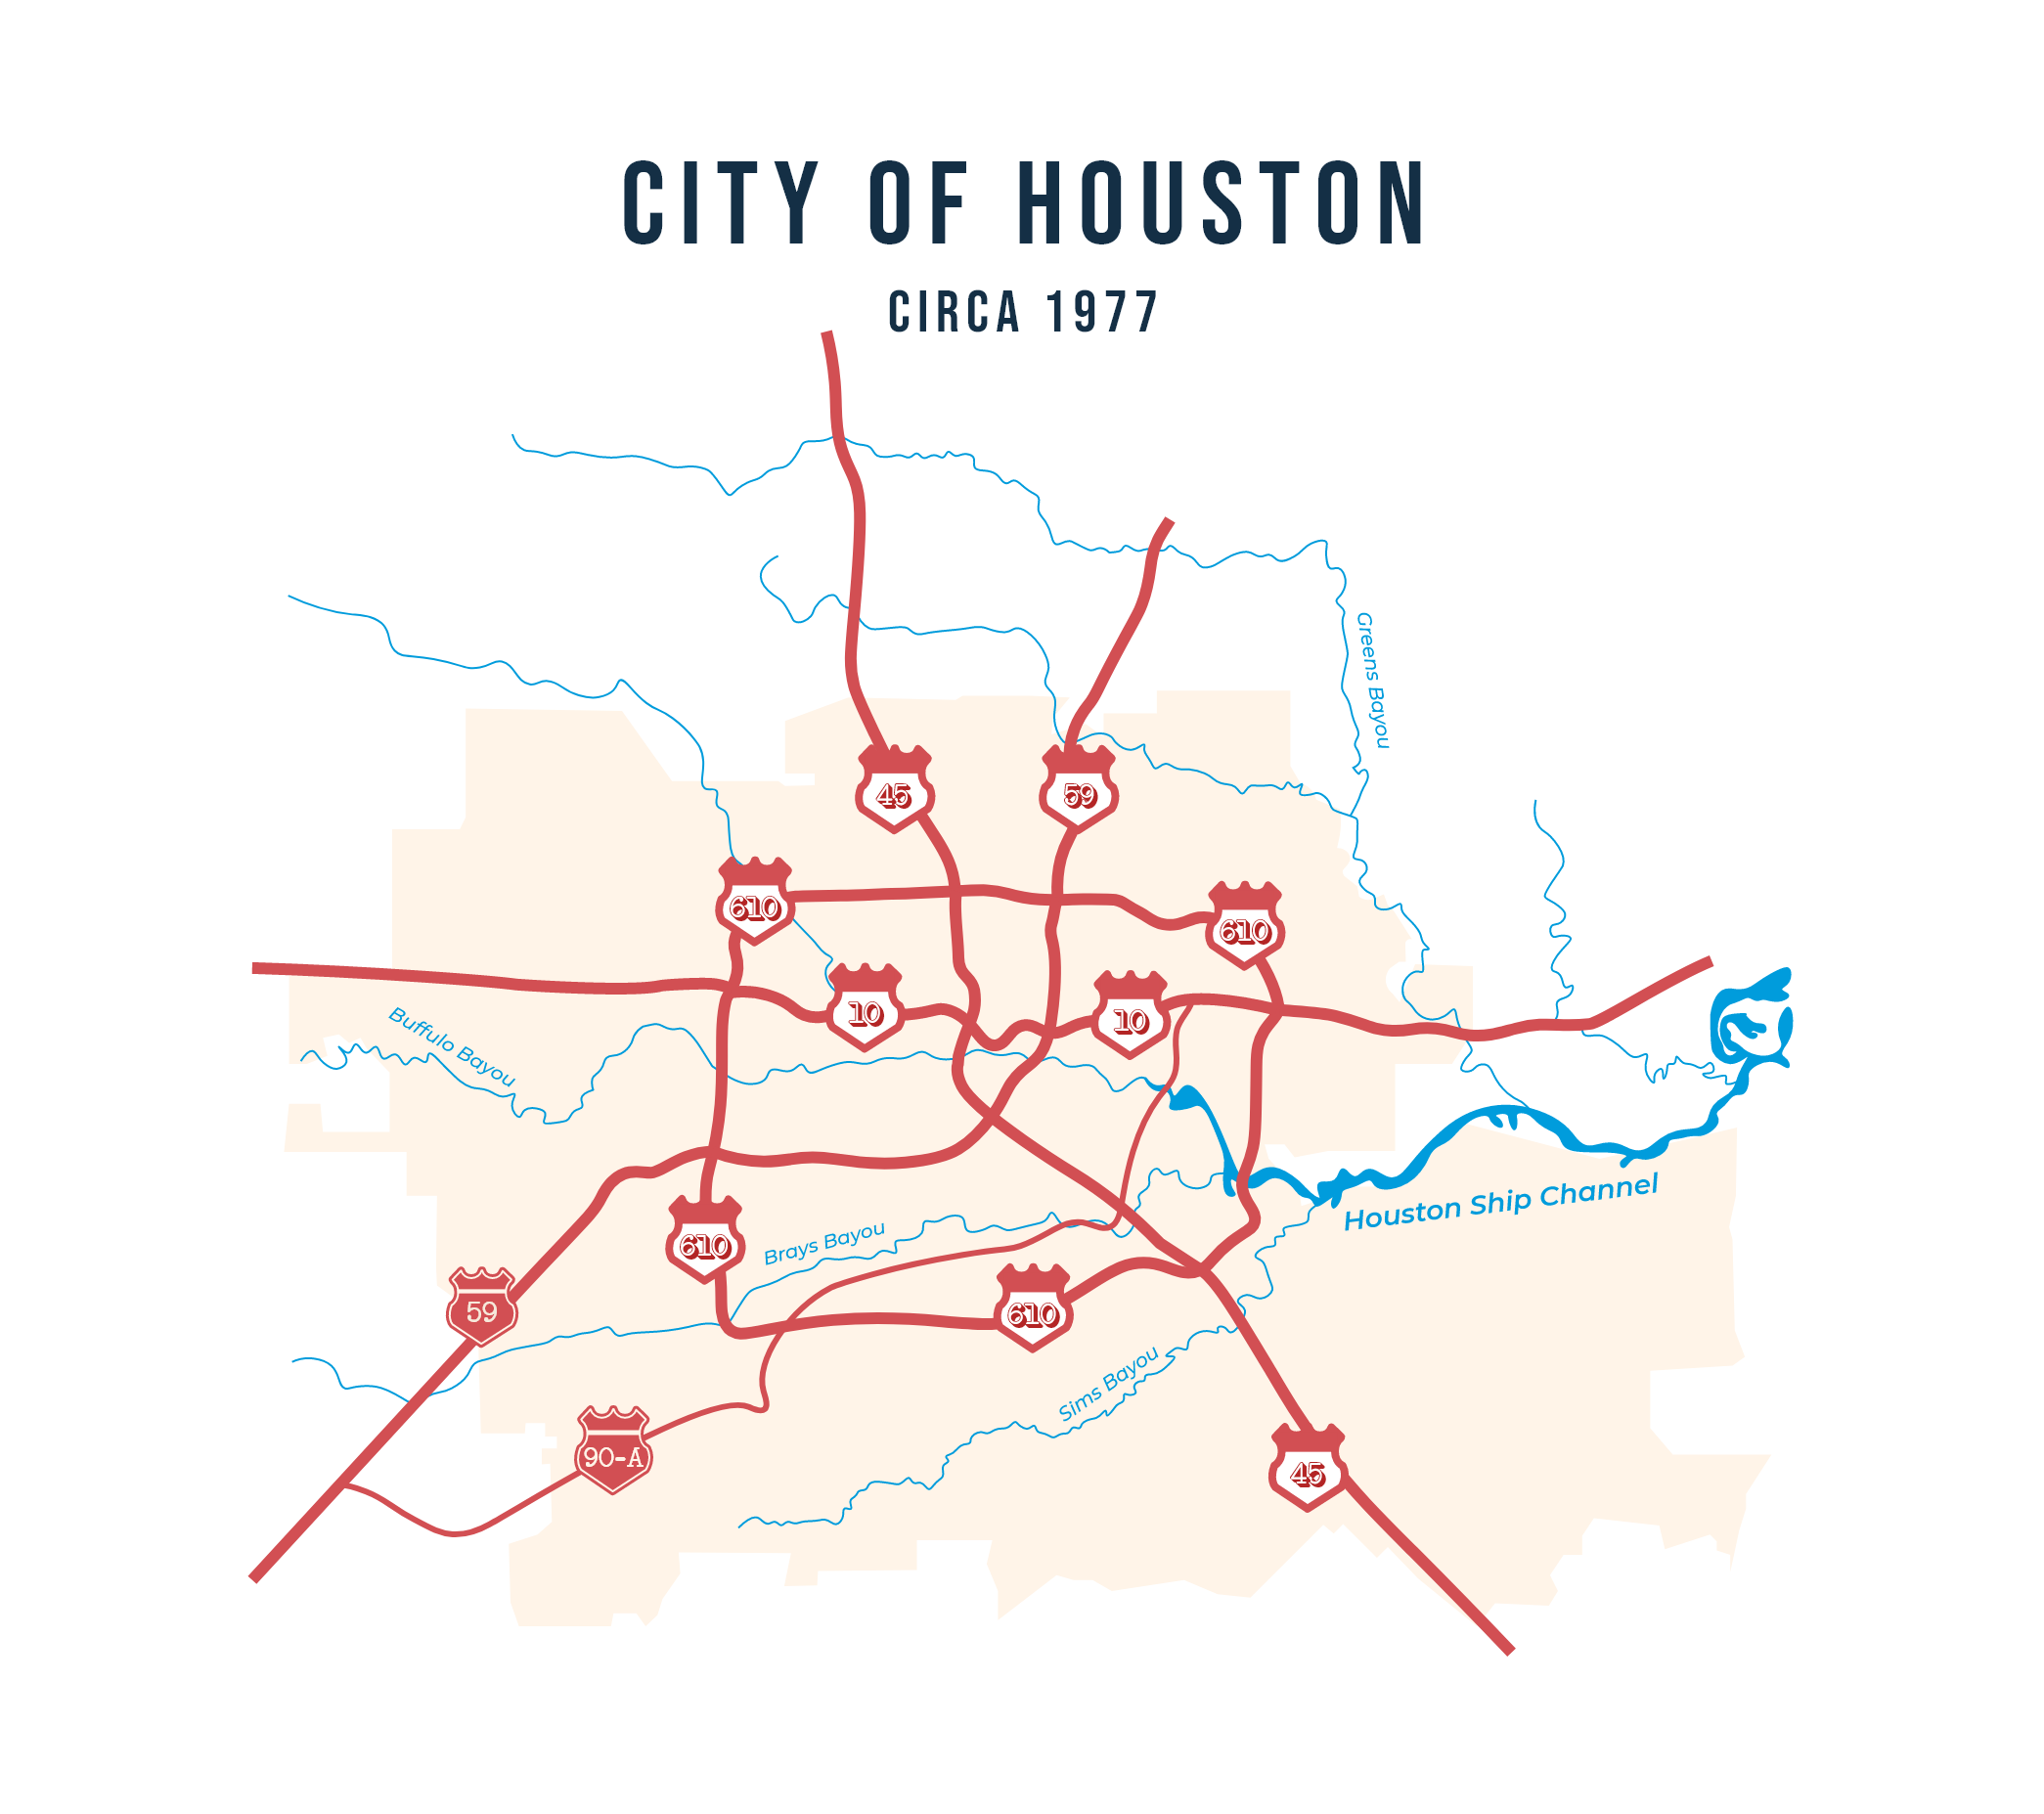 CITY OF HOUSTON
CIRCA 1977
Greens Bayou
45
59
610
610
10
10
Buffulo Bayou
Houston Ship Channel
610
Brays Bayou
59
610
Sims Bayou
90-A
45